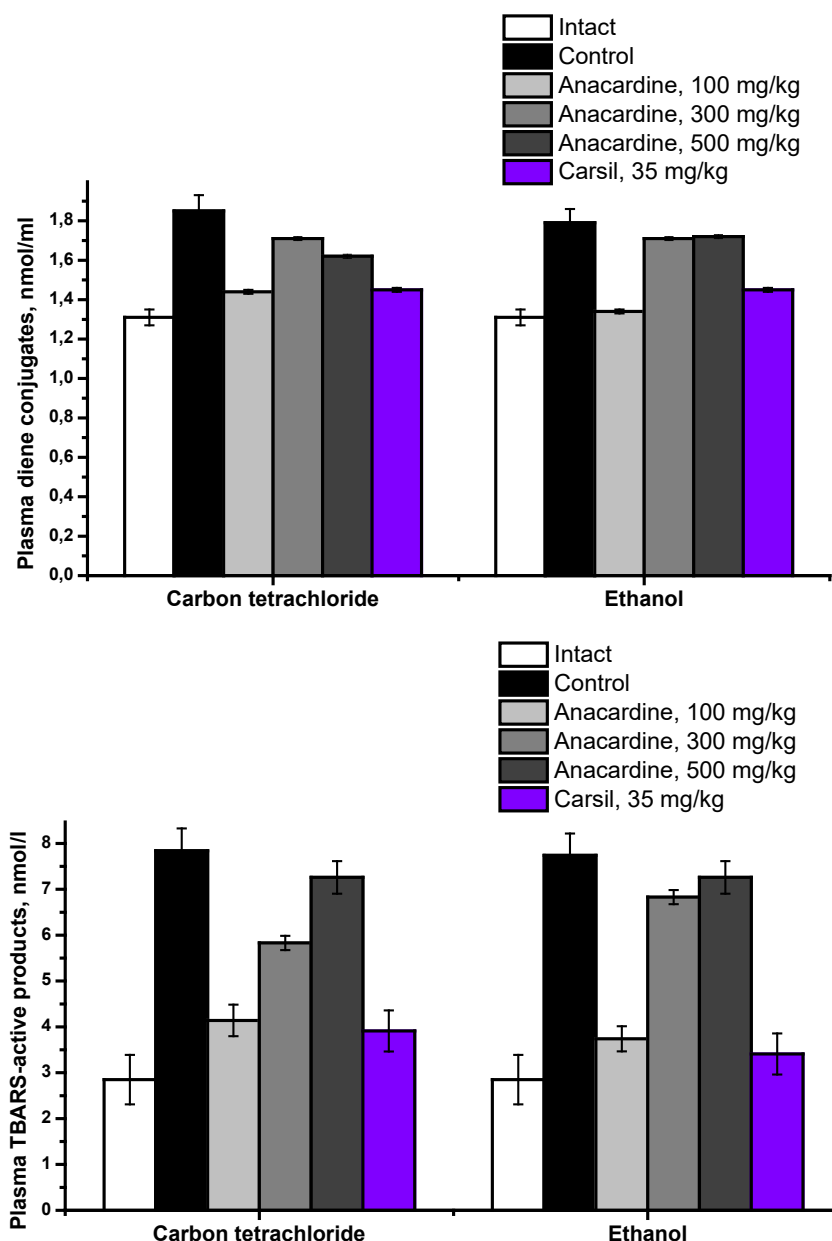 Intact
Control
Anacardine, 100 mg/kg
Anacardine, 300 mg/kg
Anacardine, 500 mg/kg
Carsil, 35 mg/kg
Plasma diene conjugates, nmol/ml
1,8
1,6
1,4
1,2
1,0
0,8
0,6
0,4
0,2
0,0
Carbon tetrachloride
Ethanol
Intact
Control
Anacardine, 100 mg/kg
Anacardine, 300 mg/kg
Anacardine, 500 mg/kg
Carsil, 35 mg/kg
Plasma TBARS-active products, nmol/l
8
7
6
5
4
3
2
1
0
Carbon tetrachloride
Ethanol